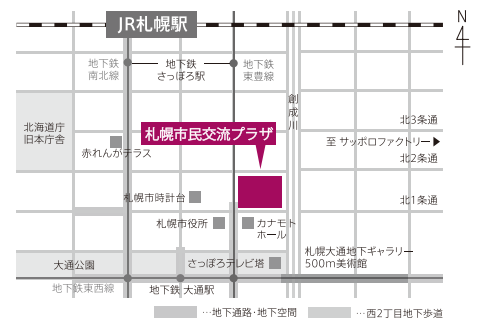 JR札幌駅
N
地下鉄
南北線
地下鉄
さっぽろ駅
地下鉄
東豊線
創成川
北3条通
北海道庁
旧本庁舎
赤れんがテラス
札幌市民交流プラザ
至 サッポロファクトリー▶
北2条通
札幌市時計台
北1条通
札幌市役所
カナモト
ホール
大通公園
さっぽろテレビ塔
札幌大通地下ギャラリー
500m美術館
地下鉄東西線
地下鉄 大通駅
…地下通路・地下空間
…西2丁目地下歩道